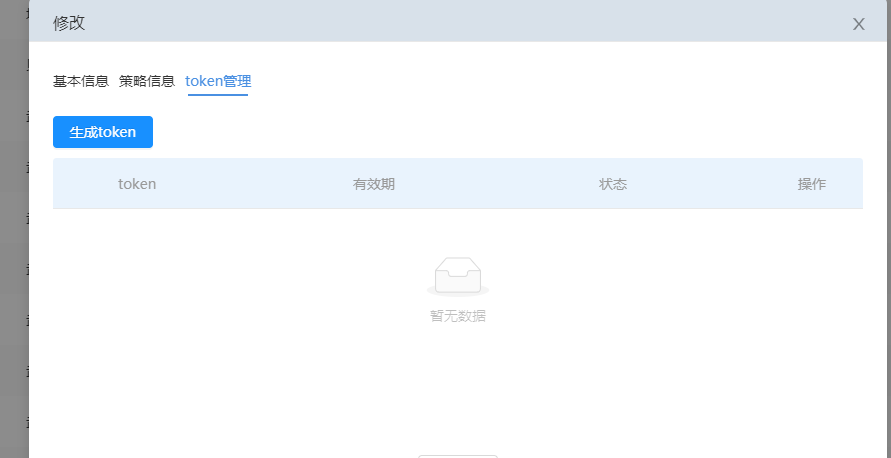 修改
基本信息 策略信息 token管理
生成token
token 有效期 状态 操作
暂无数据